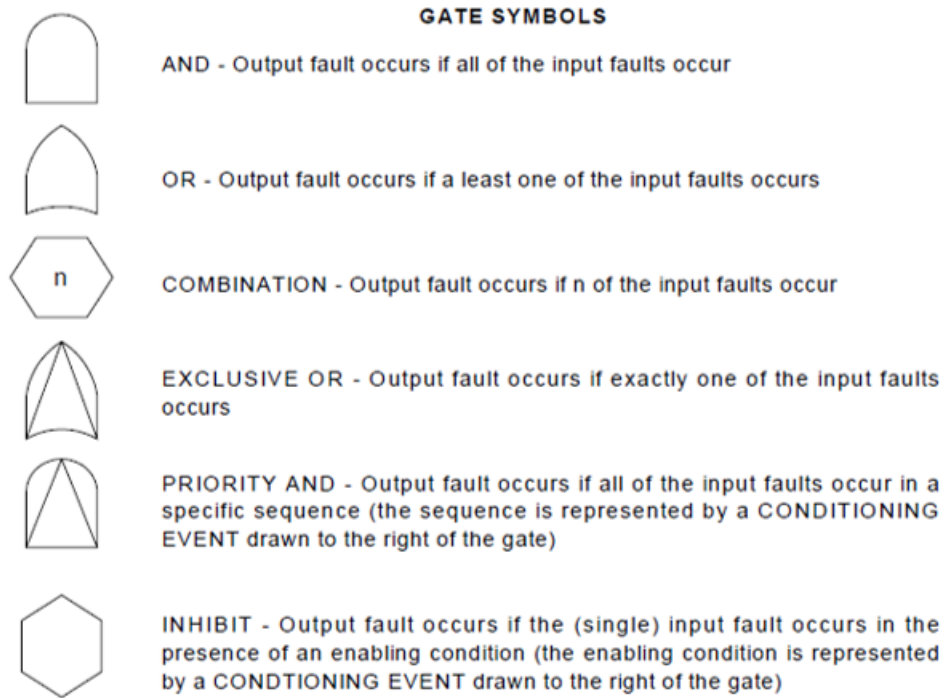 GATE SYMBOLS
AND - Output fault occurs if all of the input faults occur
OR - Output fault occurs if a least one of the input faults occurs
n
COMBINATION - Output fault occurs if n of the input faults occur
EXCLUSIVE OR - Output fault occurs if exactly one of the input faults
occurs
PRIORITY AND - Output fault occurs if all of the input faults occur in a
specific sequence (the sequence is represented by a CONDITIONING
EVENT drawn to the right of the gate)
INHIBIT - Output fault occurs if the (single) input fault occurs in the
presence of an enabling condition (the enabling condition is represented
by a CONDTIONING EVENT drawn to the right of the gate)